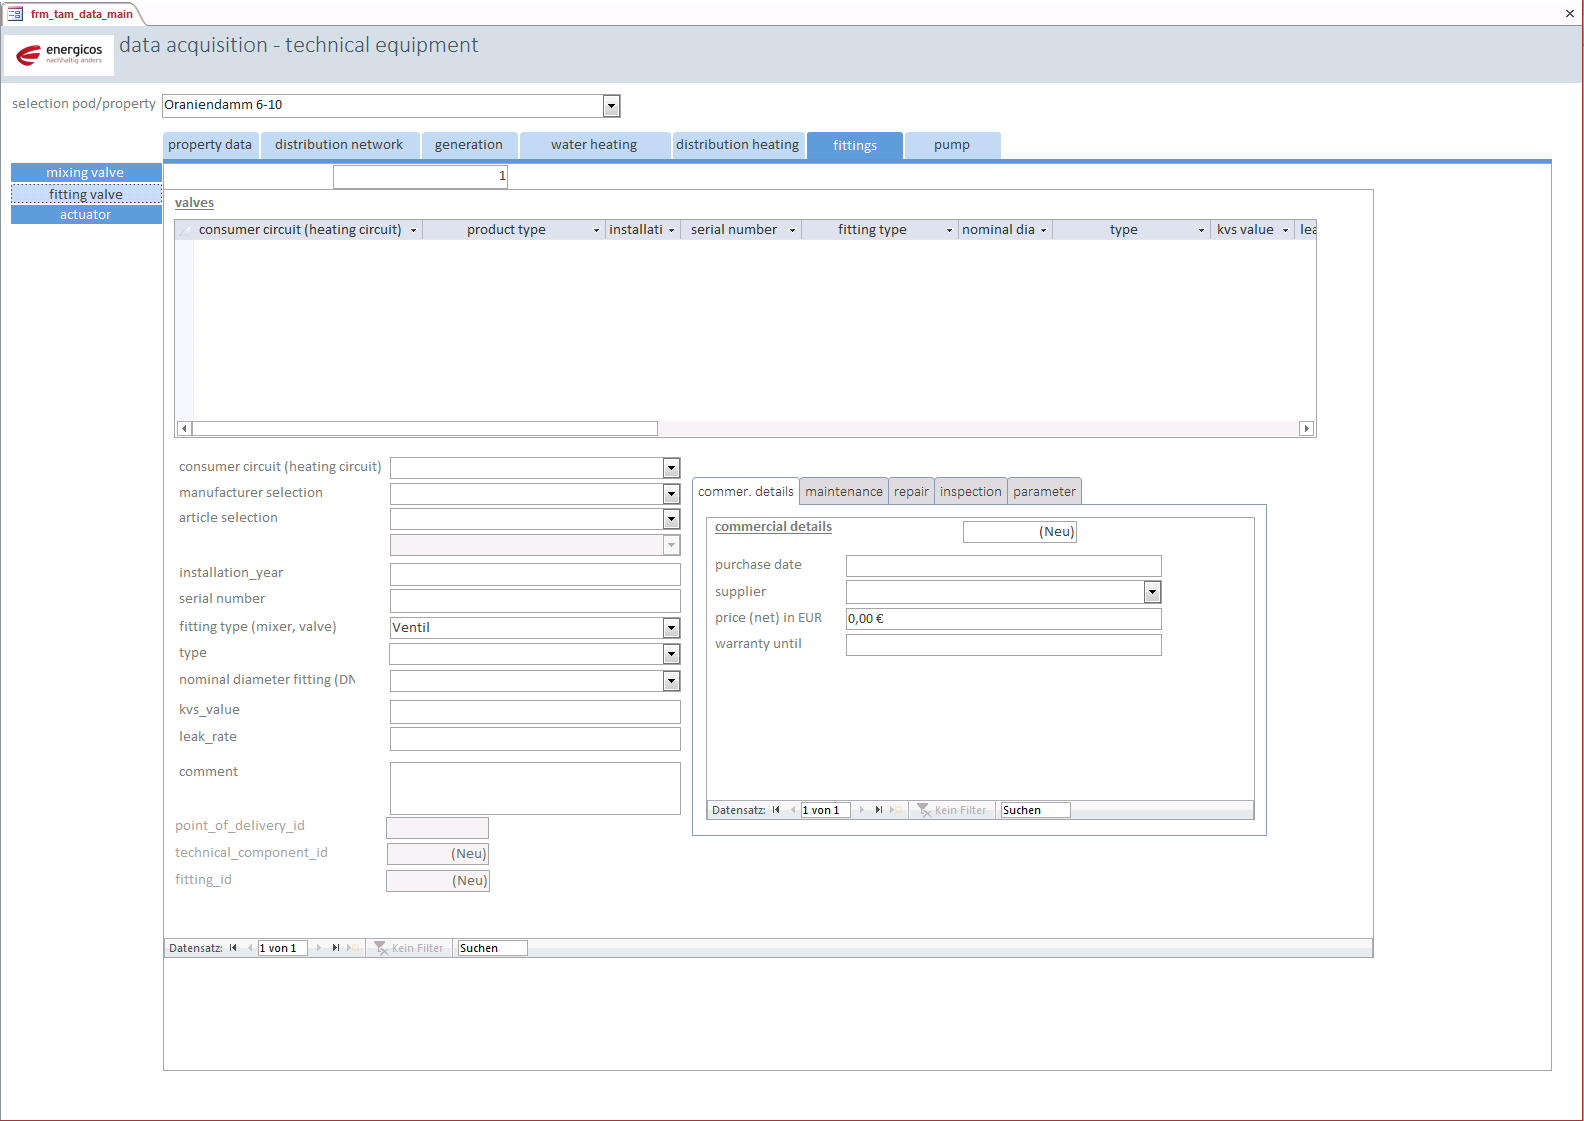 frm_tam_data_main
energicos
nachhaltig anders
data acquisition - technical equipment
selection pod/property
Oraniendamm 6-10
property data
distribution network
generation
water heating
distribution heating
fittings
pump
mixing valve
fitting valve
actuator
1
valves
consumer circuit (heating circuit)
product type
installati
serial number
fitting type
nominal dia
type
kvs value
lea
consumer circuit (heating circuit)
manufacturer selection
article selection
installation_year
serial number
fitting type (mixer, valve)
Ventil
type
nominal diameter fitting (DN
kvs_value
leak_rate
comment
point_of_delivery_id
technical_component_id
(Neu)
fitting_id
(Neu)
commer. details
maintenance
repair
inspection
parameter
commercial details
(Neu)
purchase date
supplier
price (net) in EUR
0,00 €
warranty until
Datensatz:
1 von 1
Kein Filter
Suchen
Datensatz:
1 von 1
Kein Filter
Suchen